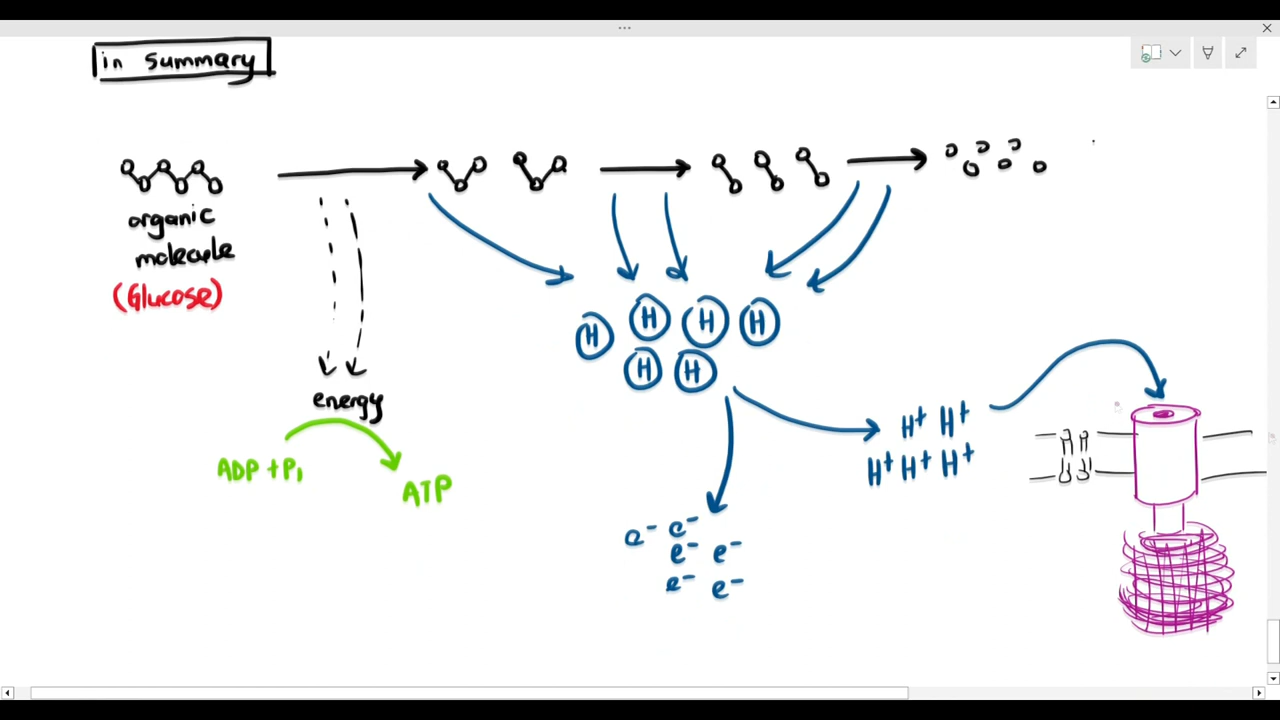 in summary
organic
molecule
(Glucose)
energy
ADP + Pi
ATP
H H H H
H H
H+ H+
H+ H+ H+
e- e-
e- e-
e- e-